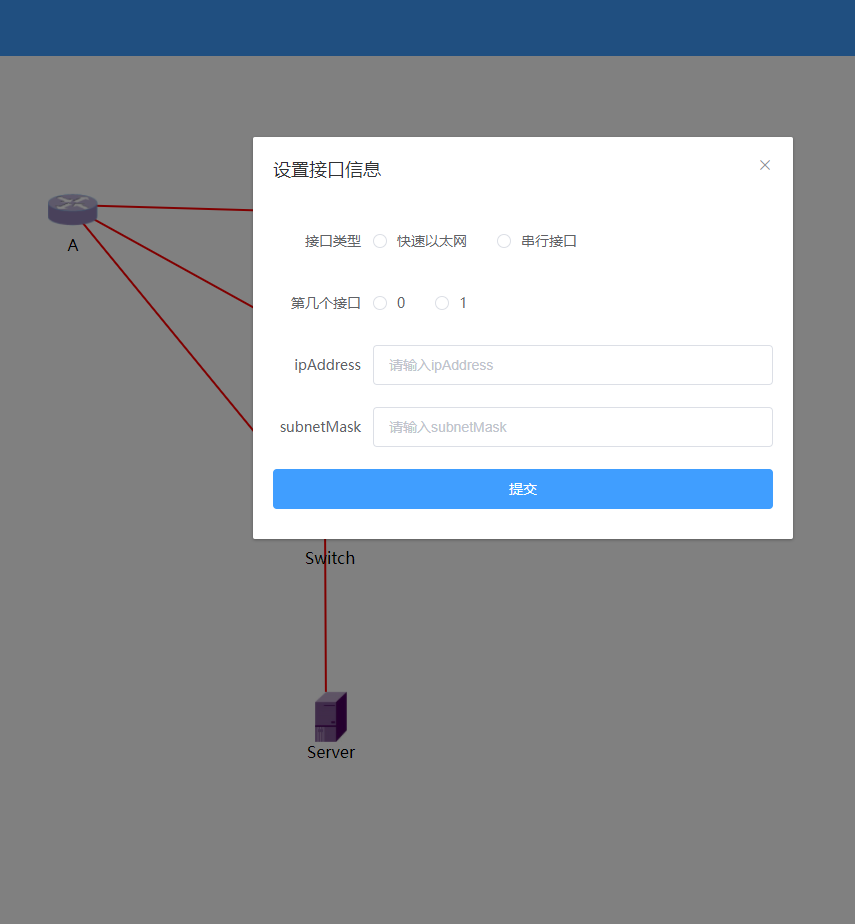 设置接口信息
A
接口类型 快速以太网 串行接口
第几个接口 0 1
ipAddress 请输入ipAddress
subnetMask 请输入subnetMask
提交
Switch
Server